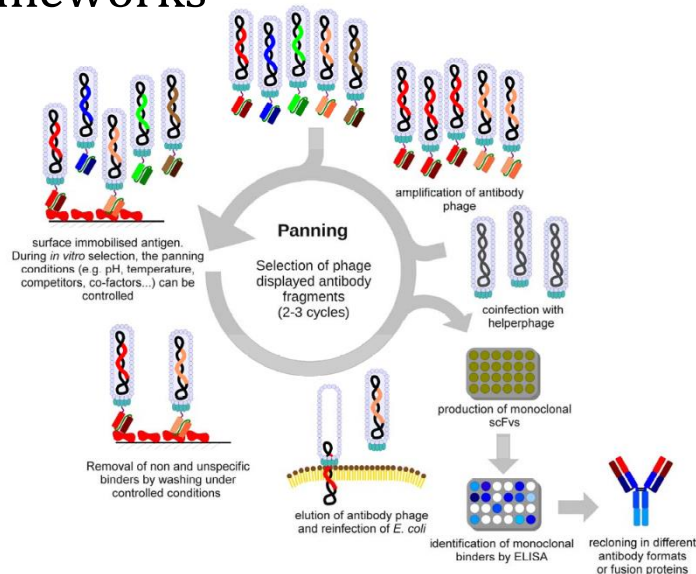 amplification of antibody
phage
surface immobilised antigen.
During in vitro selection, the panning
conditions (e.g. pH, temperature,
competitors, co-factors...) can be
controlled
Panning
Selection of phage
displayed antibody
fragments
(2-3 cycles)
coinfection with
helperphage
production of monoclonal
scFvs
Removal of non and unspecific
binders by washing under
controlled conditions
elution of antibody phage
and reinfection of E. coli
identification of monoclonal
binders by ELISA
recloning in different
antibody formats
or fusion proteins